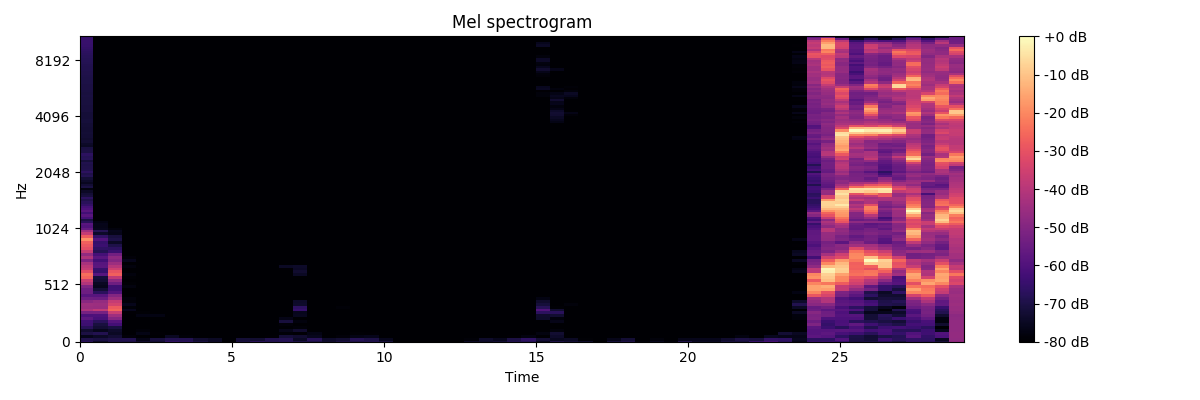 Mel spectrogram
8192
4096
2048
1024
512
0
Hz
0 5 10 15 20 25
Time
+0 dB
-10 dB
-20 dB
-30 dB
-40 dB
-50 dB
-60 dB
-70 dB
-80 dB